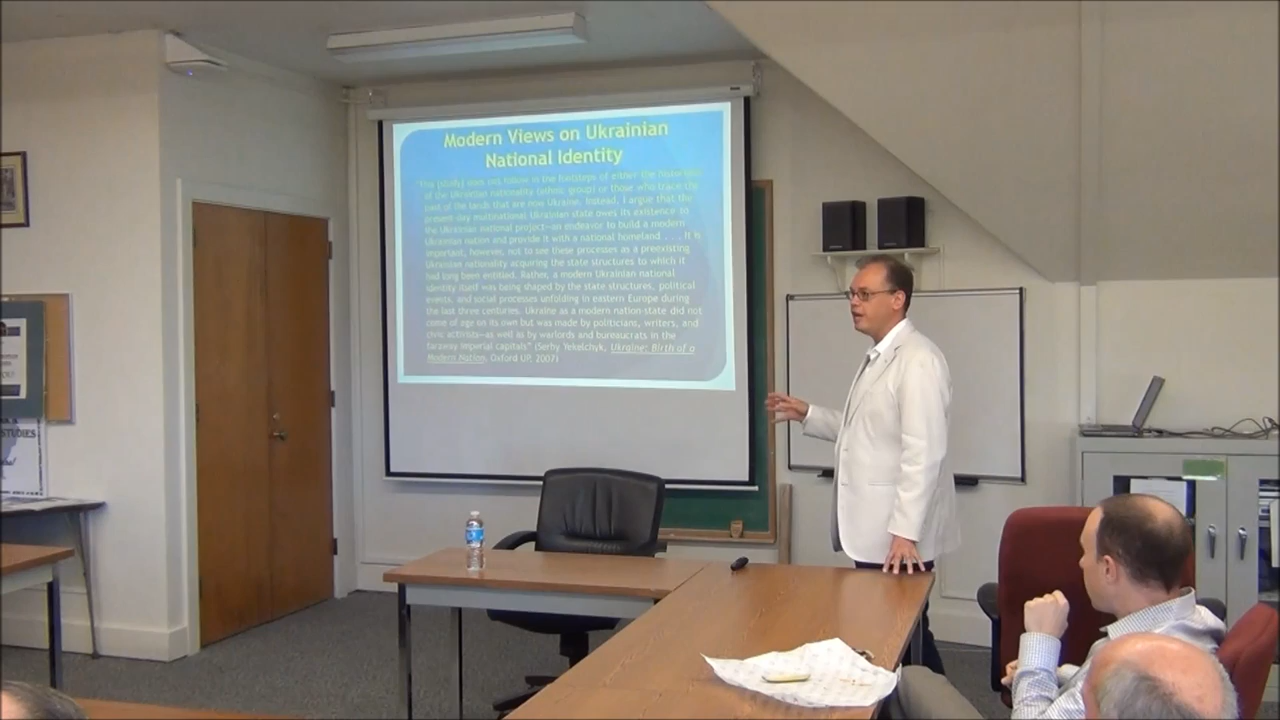 Modern Views on Ukrainian
National Identity
"This [study] does not follow in the footsteps of either the historians
of the Ukrainian nationality (ethnic group) or those who trace the
past of the lands that are now Ukraine. Instead, I argue that the
present-day multinational Ukrainian state owes its existence to
the Ukrainian national project—an endeavor to build a modern
Ukrainian nation and provide it with a national homeland . . . . It is
important, however, not to see these processes as a preexisting
Ukrainian nationality acquiring the state structures to which it
had long been entitled. Rather, a modern Ukrainian national
identity itself was being shaped by the state structures, political
events, and social processes unfolding in eastern Europe during
the last three centuries. Ukraine as a modern nation-state did not
come of age on its own but was made by politicians, writers, and
civic activists—as well as by warlords and bureaucrats in the
faraway imperial capitals" (Serhy Yekelchyk, Ukraine: Birth of a
Modern Nation, Oxford UP, 2007)
STUDIES